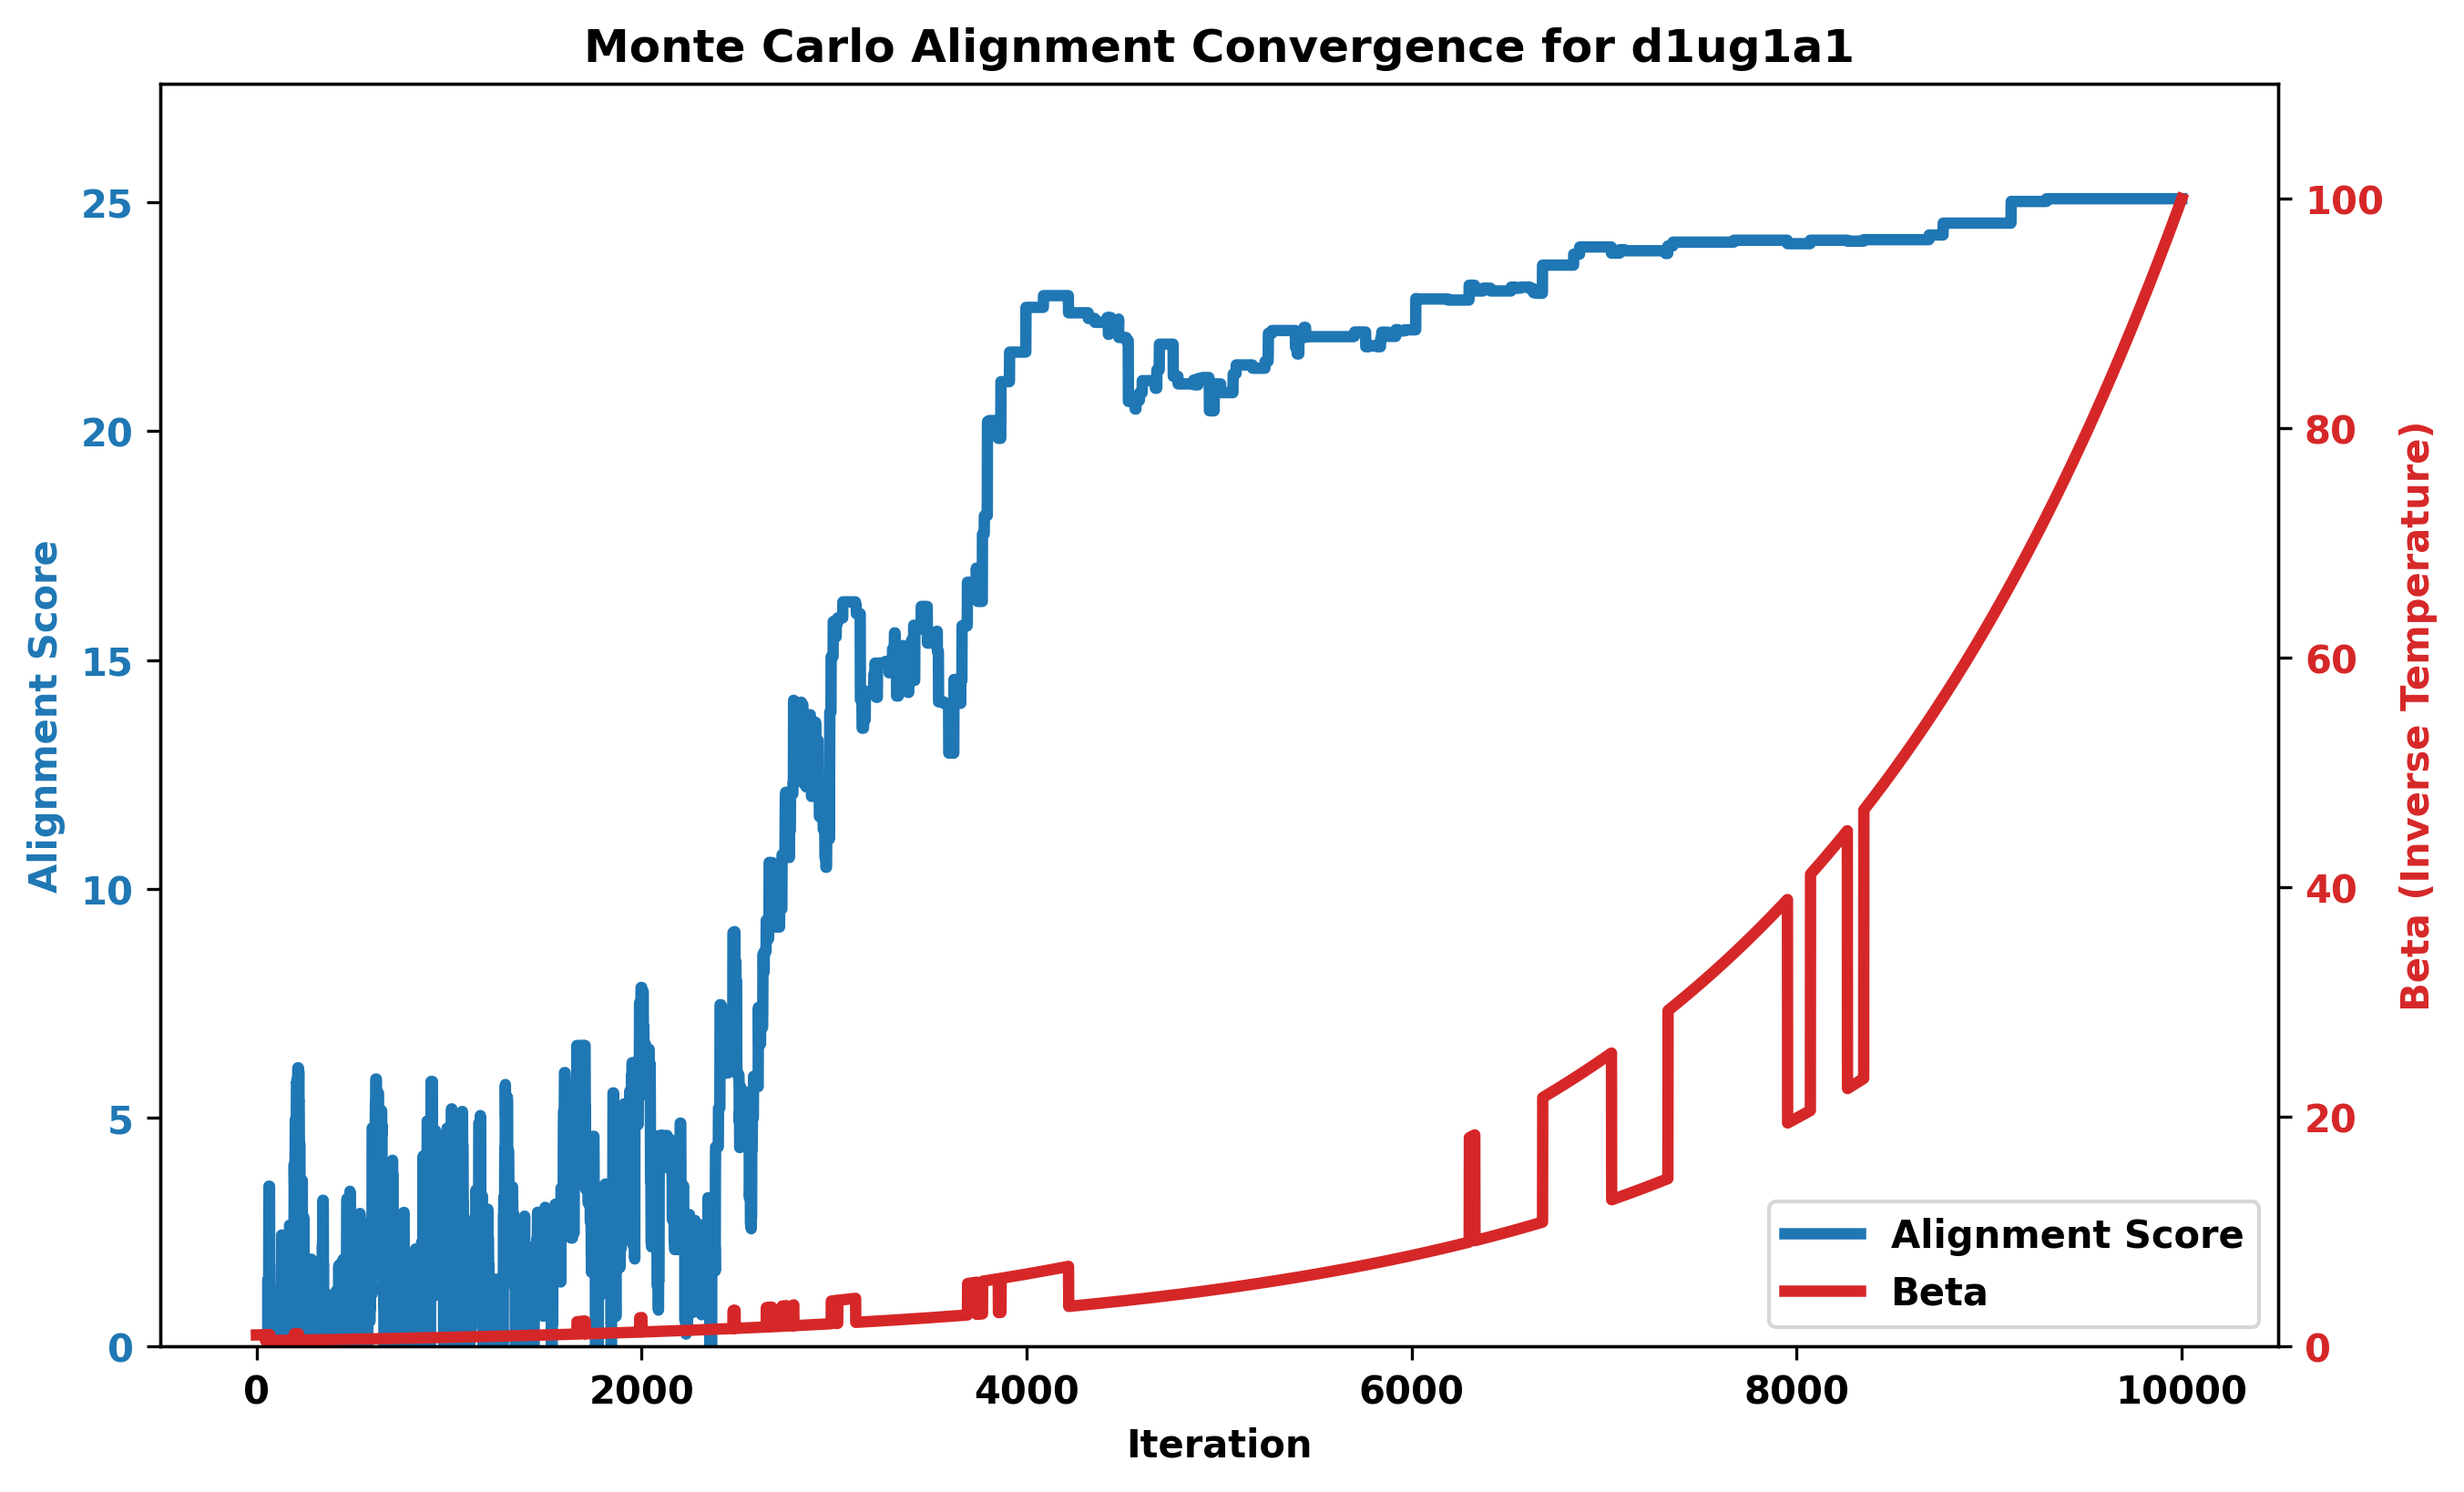 Monte Carlo Alignment Convergence for d1ug1a1
Alignment Score
25
20
15
10
5
0
100
80
60
40
20
0
Beta (Inverse Temperature)
Alignment Score
Beta
0 2000 4000 6000 8000 10000
Iteration